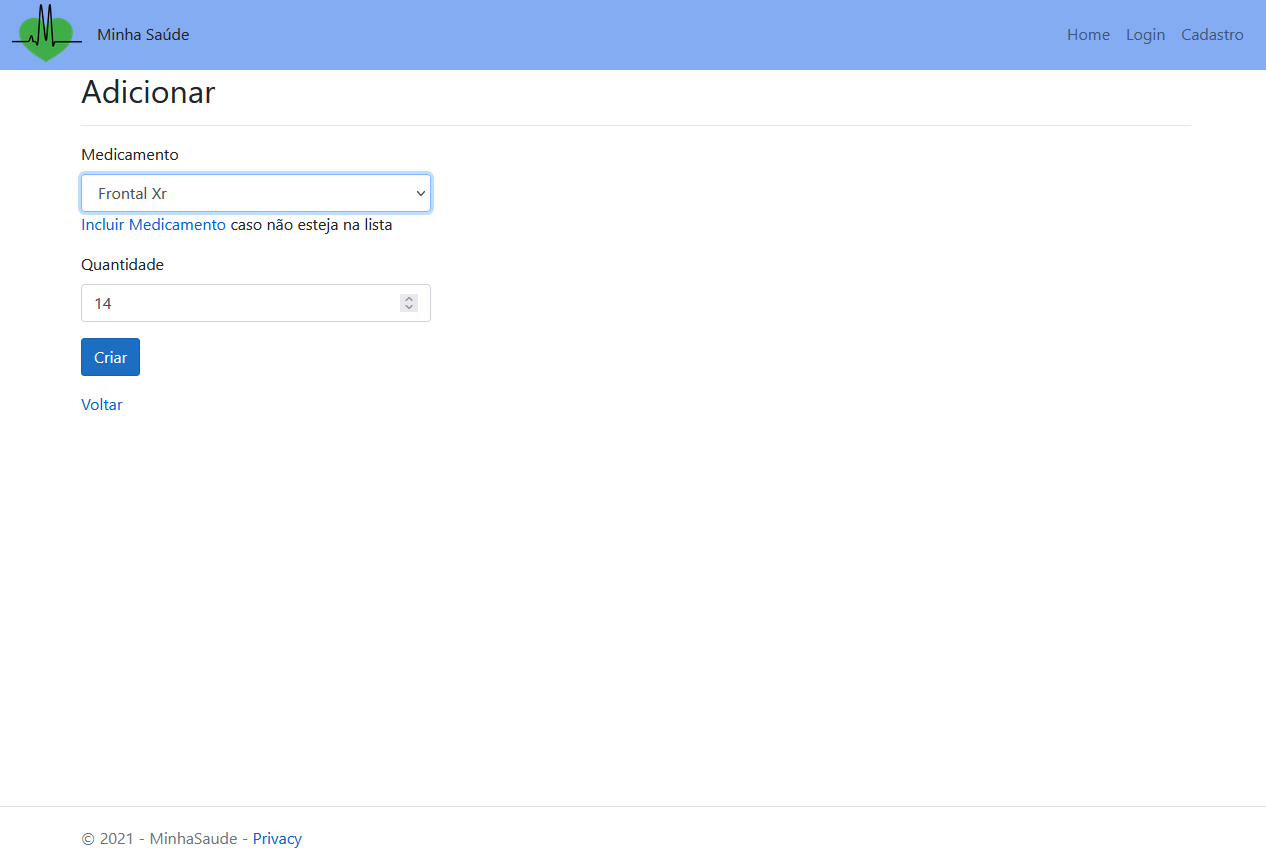 Minha Saúde
Home Login Cadastro
Adicionar
Medicamento
Frontal Xr
Incluir Medicamento caso não esteja na lista
Quantidade
14
Criar
Voltar
© 2021 - MinhaSaude - Privacy